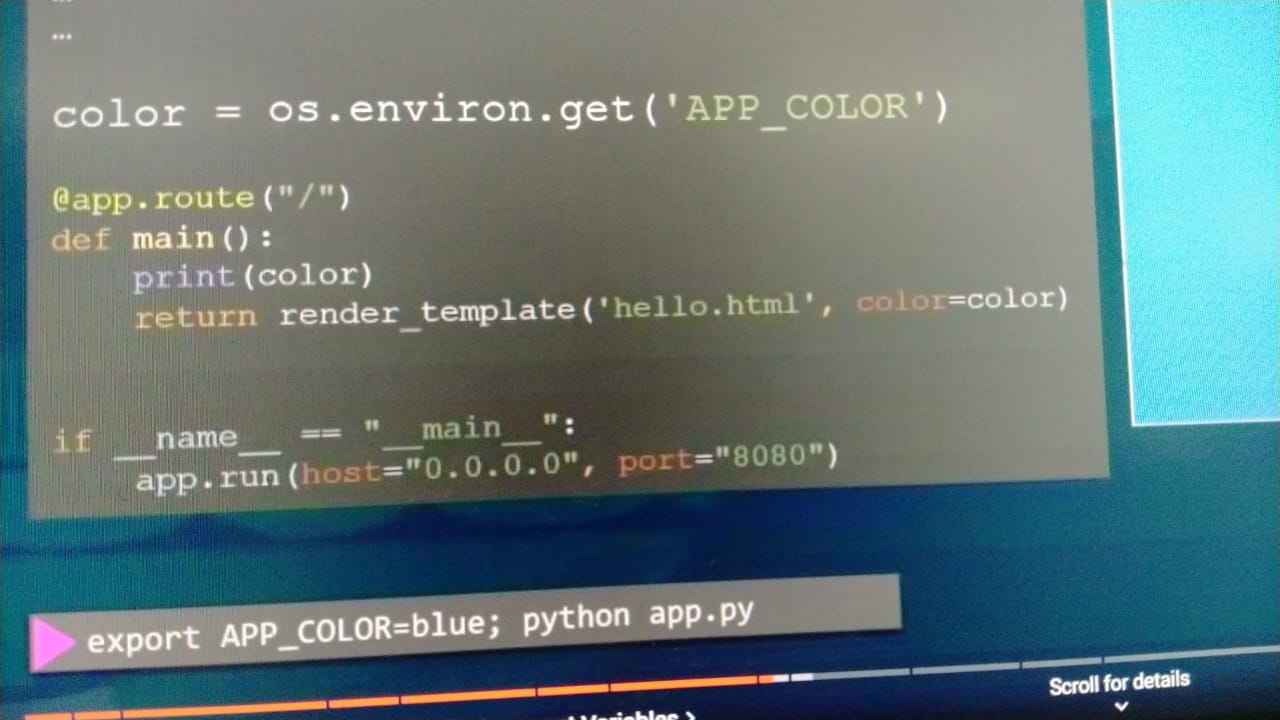 ...
color = os.environ.get('APP_COLOR')
@app.route("/")
def main():
    print(color)
    return render_template('hello.html', color=color)
if __name__ == "__main__":
    app.run(host="0.0.0.0", port="8080")
export APP_COLOR=blue; python app.py
Scroll for details
Variables >